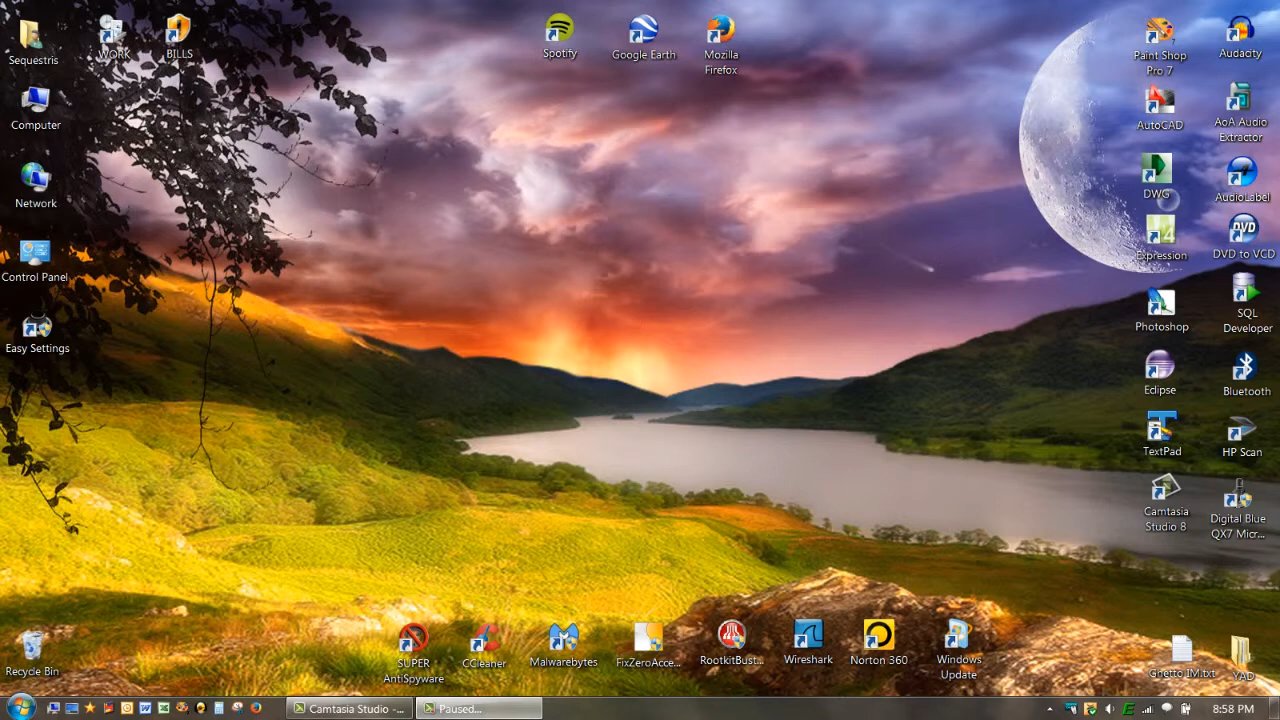 Sequestris
WORK
BILLS
Spotify
Google Earth
Mozilla
Firefox
Paint Shop
Pro 7
Audacity
Computer
AutoCAD
AoA Audio
Extractor
Network
DWG
AudioLabel
Control Panel
4
Expression
DVD
DVD to VCD
Easy Settings
Photoshop
SQL
Developer
Eclipse
Bluetooth
TextPad
HP Scan
Camtasia
Studio 8
Digital Blue
QX7 Micr...
Recycle Bin
SUPER
AntiSpyware
CCleaner
Malwarebytes
FixZeroAcce...
RootkitBust...
Wireshark
Norton 360
Windows
Update
Ghetto IM.txt
YAD
Camtasia Studio -...
Paused...
8:58 PM